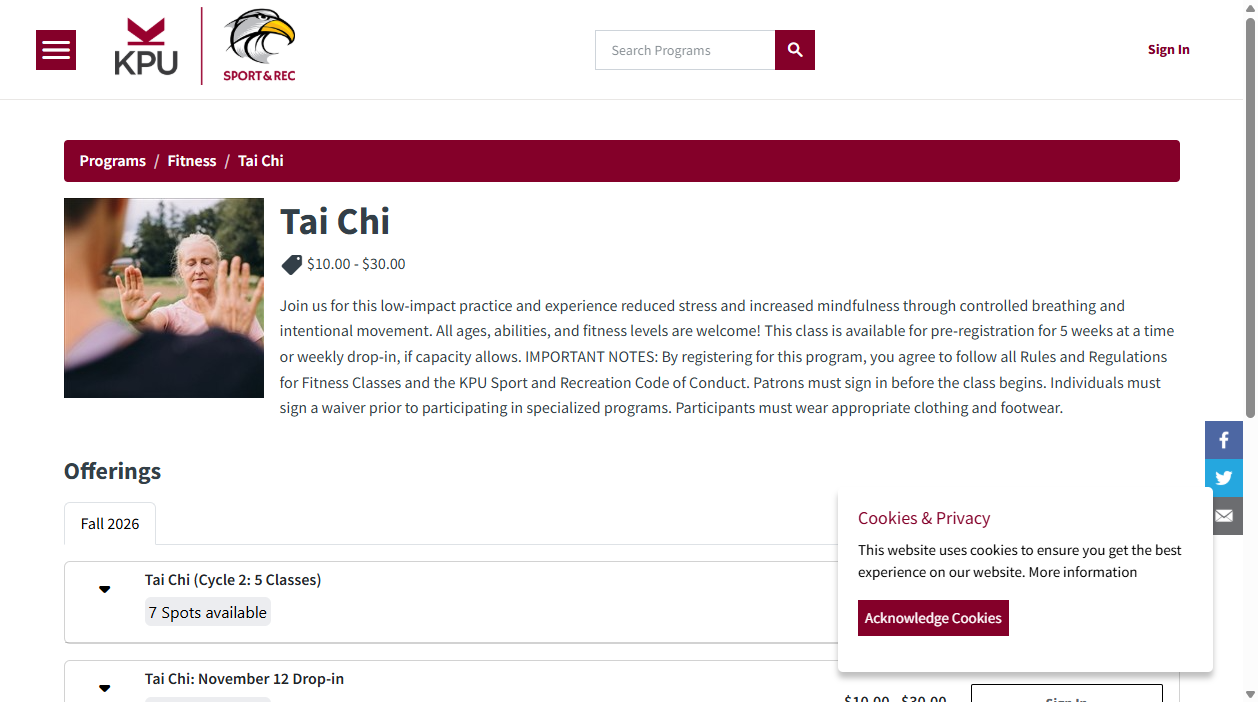 KPU
SPORT & REC
Search Programs
Sign In
Programs / Fitness / Tai Chi
Tai Chi
$10.00 - $30.00
Join us for this low-impact practice and experience reduced stress and increased mindfulness through controlled breathing and
intentional movement. All ages, abilities, and fitness levels are welcome! This class is available for pre-registration for 5 weeks at a time
or weekly drop-in, if capacity allows. IMPORTANT NOTES: By registering for this program, you agree to follow all Rules and Regulations
for Fitness Classes and the KPU Sport and Recreation Code of Conduct. Patrons must sign in before the class begins. Individuals must
sign a waiver prior to participating in specialized programs. Participants must wear appropriate clothing and footwear.
Offerings
Fall 2026
Tai Chi (Cycle 2: 5 Classes)
7 Spots available
Cookies & Privacy
This website uses cookies to ensure you get the best
experience on our website. More information
Acknowledge Cookies
Tai Chi: November 12 Drop-in
$10.00 - $30.00
Sign In